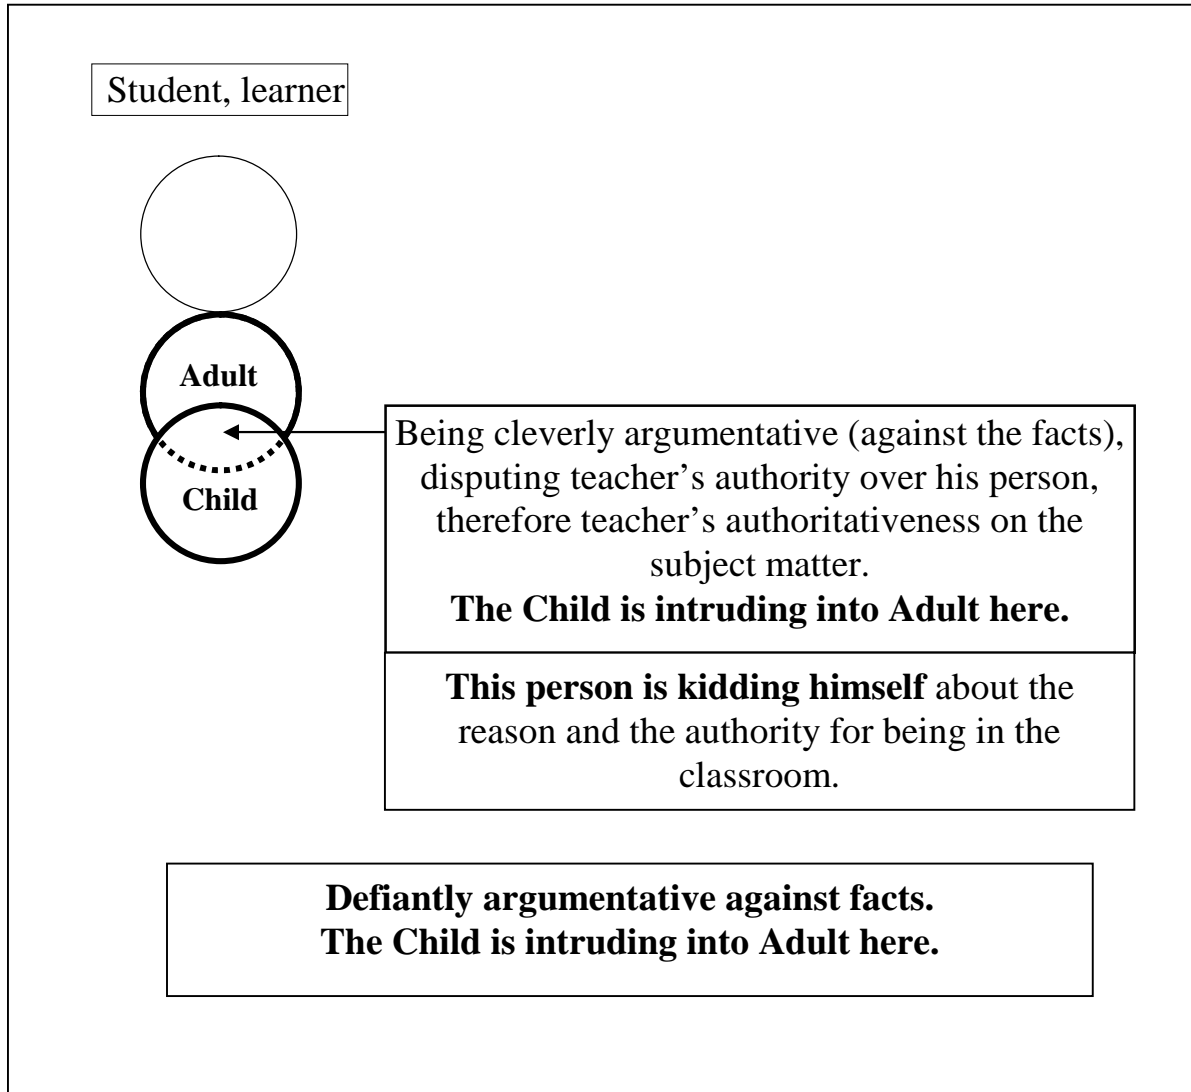 Student, learner
Adult
Child
Being cleverly argumentative (against the facts),
disputing teacher’s authority over his person,
therefore teacher’s authoritativeness on the
subject matter.
The Child is intruding into Adult here.
This person is kidding himself about the
reason and the authority for being in the
classroom.
Defiantly argumentative against facts.
The Child is intruding into Adult here.